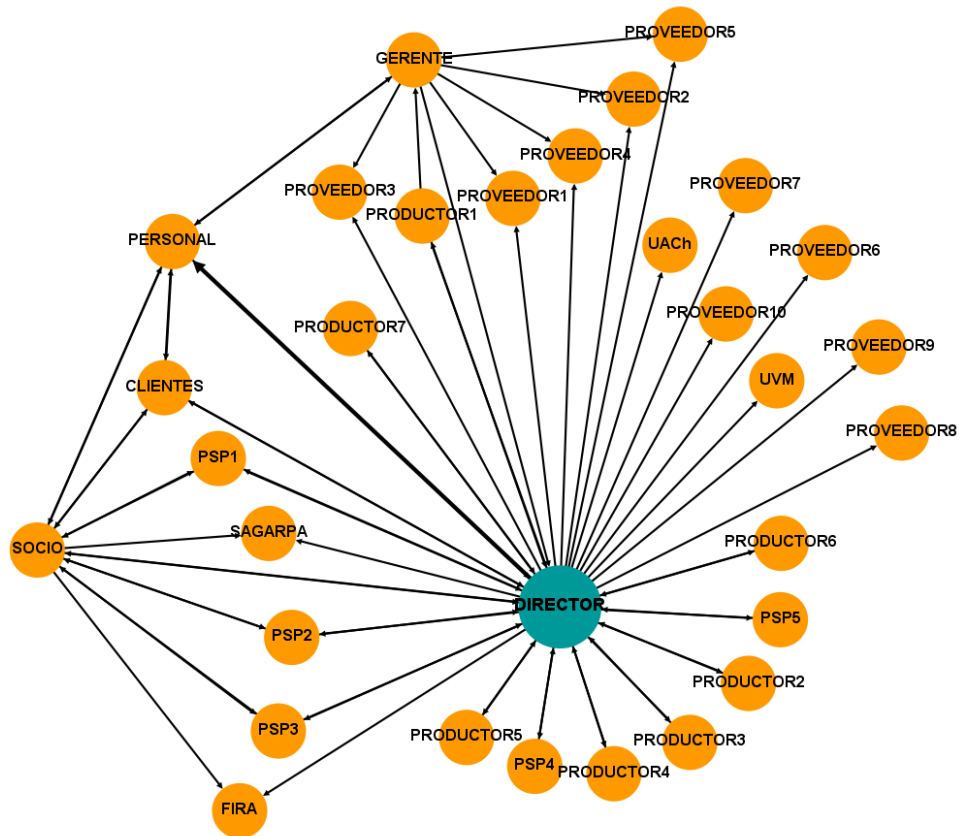 PROVEEDOR5
GERENTE
PROVEEDOR2
PROVEEDOR4
PROVEEDOR7
PROVEEDOR3
PROVEEDOR1
PRODUCTOR1
PERSONAL
UACh
PROVEEDOR6
PROVEEDOR10
PRODUCTOR7
PROVEEDOR9
CLIENTES
UVM
PROVEEDOR8
PSP1
SAGARPA
PRODUCTOR6
SOCIO
DIRECTOR
PSP5
PSP2
PRODUCTOR2
PSP3
PRODUCTOR5
PRODUCTOR3
PSP4
PRODUCTOR4
FIRA